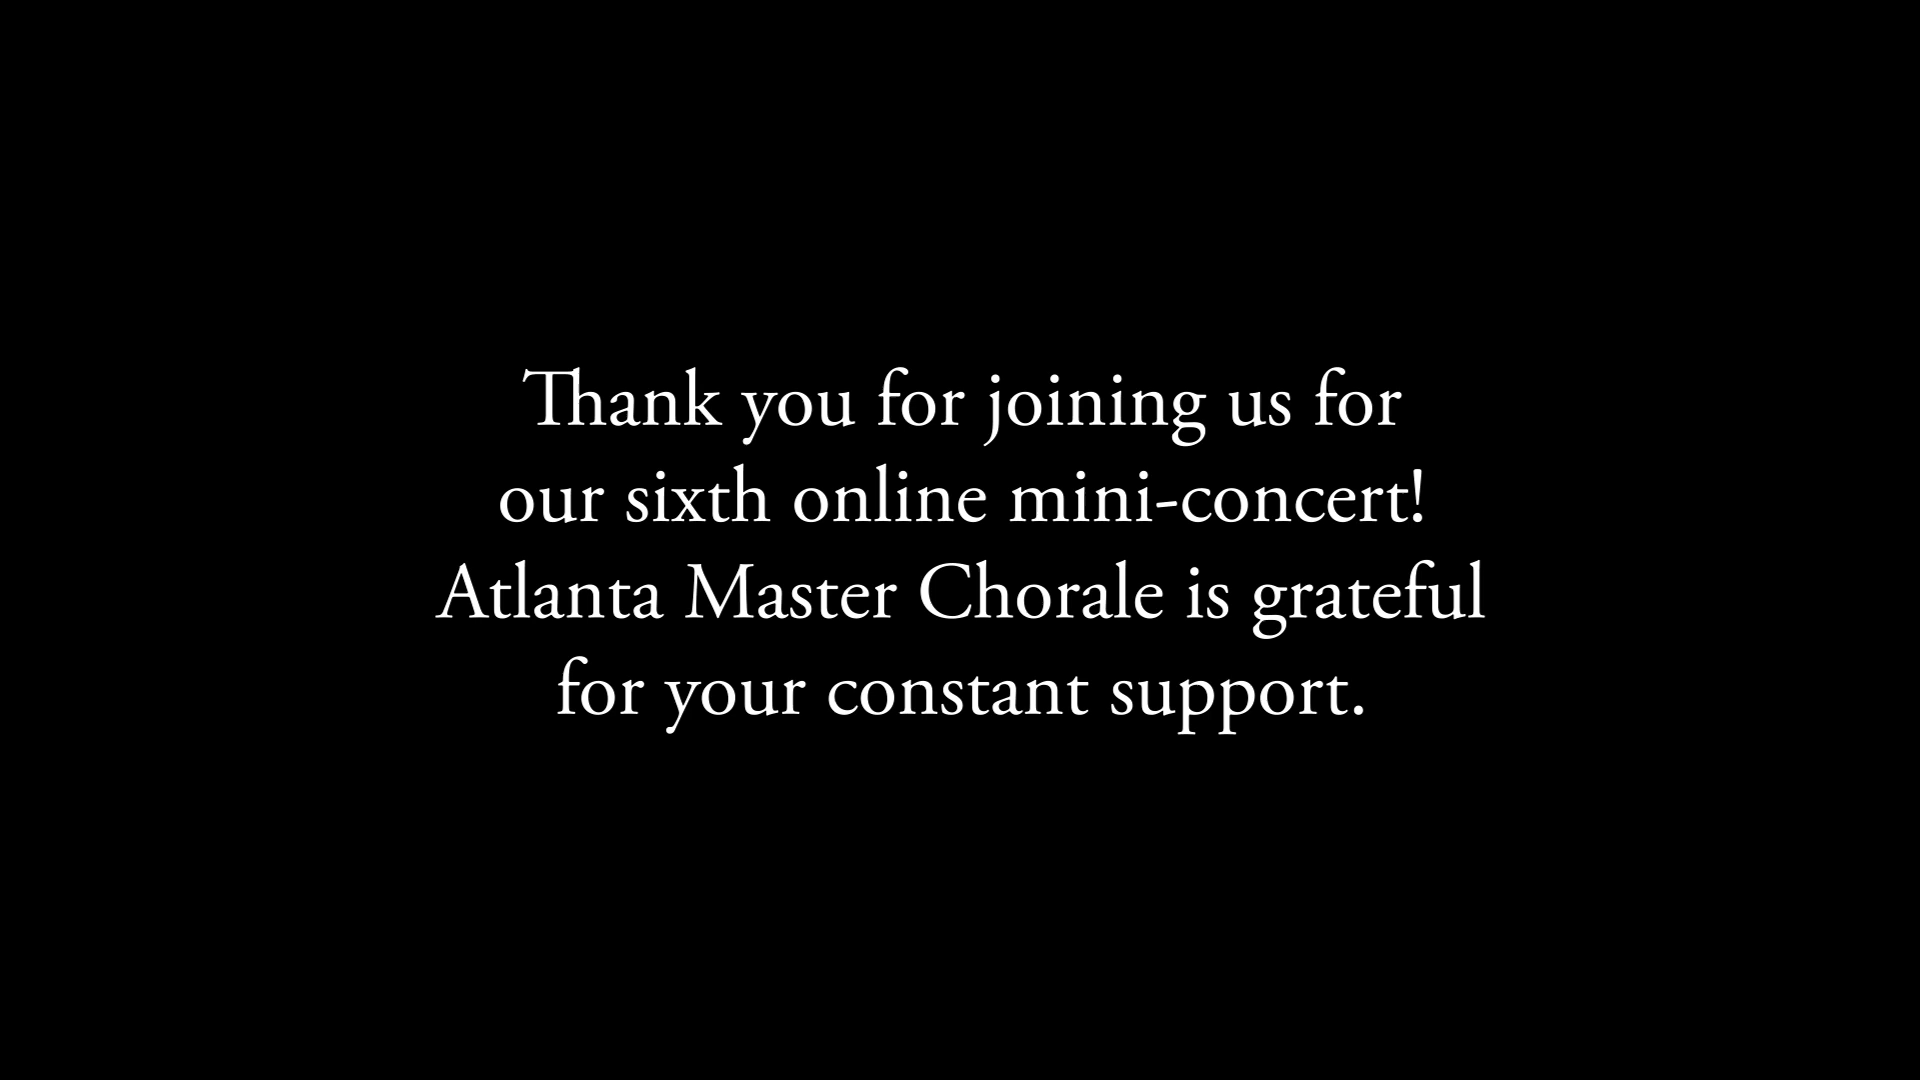 Thank you for joining us for
our sixth online mini-concert!
Atlanta Master Chorale is grateful
for your constant support.